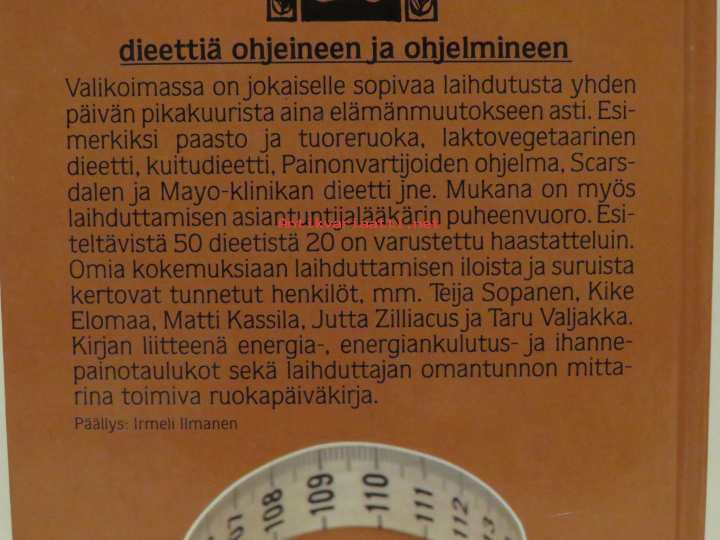 dieettiä ohjeineen ja ohjelmineen
Valikoimassa on jokaiselle sopivaa laihdutusta yhden
päivän pikakuurista aina elämänmuutokseen asti. Esi-
merkiksi paasto ja tuoreruoka, laktovegetaarinen
dieetti, kuitudieetti, Painonvartijoiden ohjelma, Scars-
dalen ja Mayo-klinikan dieetti jne. Mukana on myös
laihduttamisen asiantuntijalääkärin puheenvuoro. Esi-
teltävistä 50 dieetistä 20 on varustettu haastatteluin.
Omia kokemuksiaan laihduttamisen iloista ja suruista
kertovat tunnetut henkilöt, mm. Teija Sopanen, Kike
Elomaa, Matti Kassila, Jutta Zilliacus ja Taru Valjakka.
Kirjan liitteenä energia-, energiankulutus- ja ihanne-
painotaulukot sekä laihduttajan omantunnon mitta-
rina toimiva ruokapäiväkirja.
Päällys: Irmeli Ilmanen
108 109 110 111 112